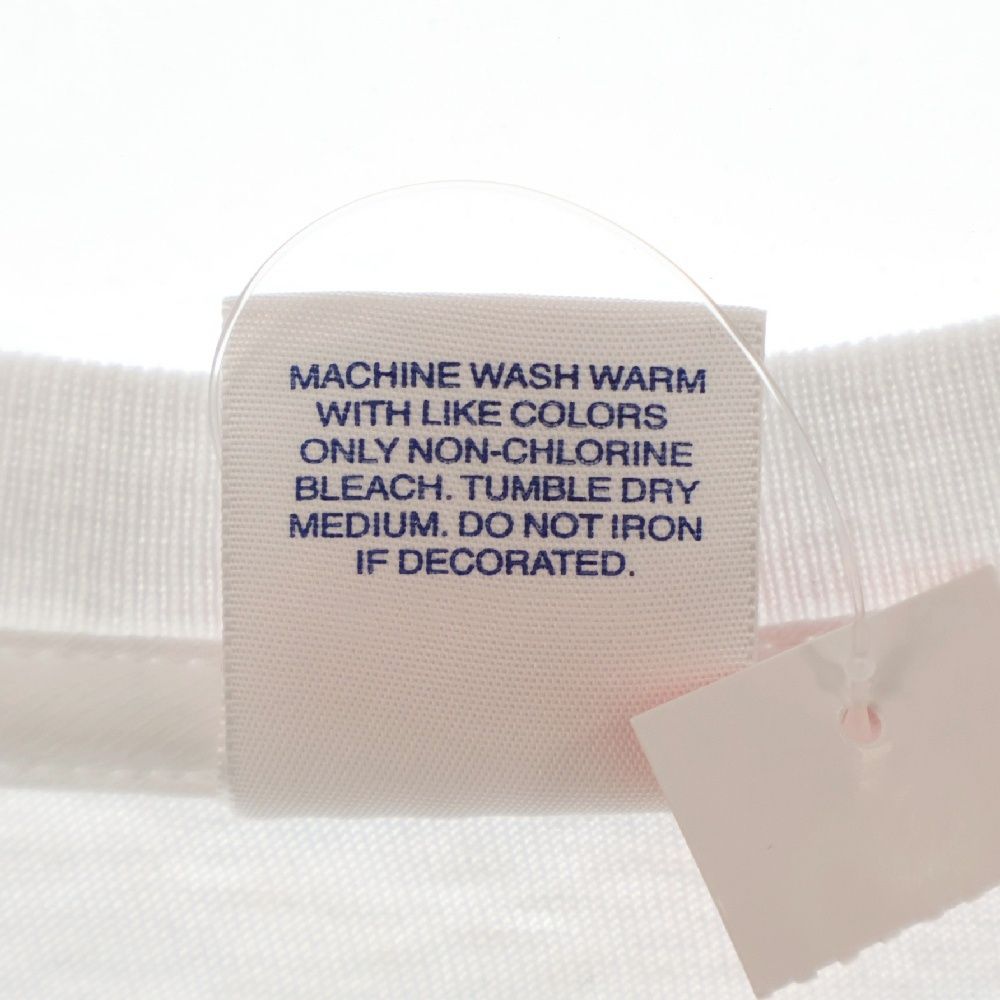 MACHINE WASH WARM
WITH LIKE COLORS
ONLY NON-CHLORINE
BLEACH. TUMBLE DRY
MEDIUM. DO NOT IRON
IF DECORATED.